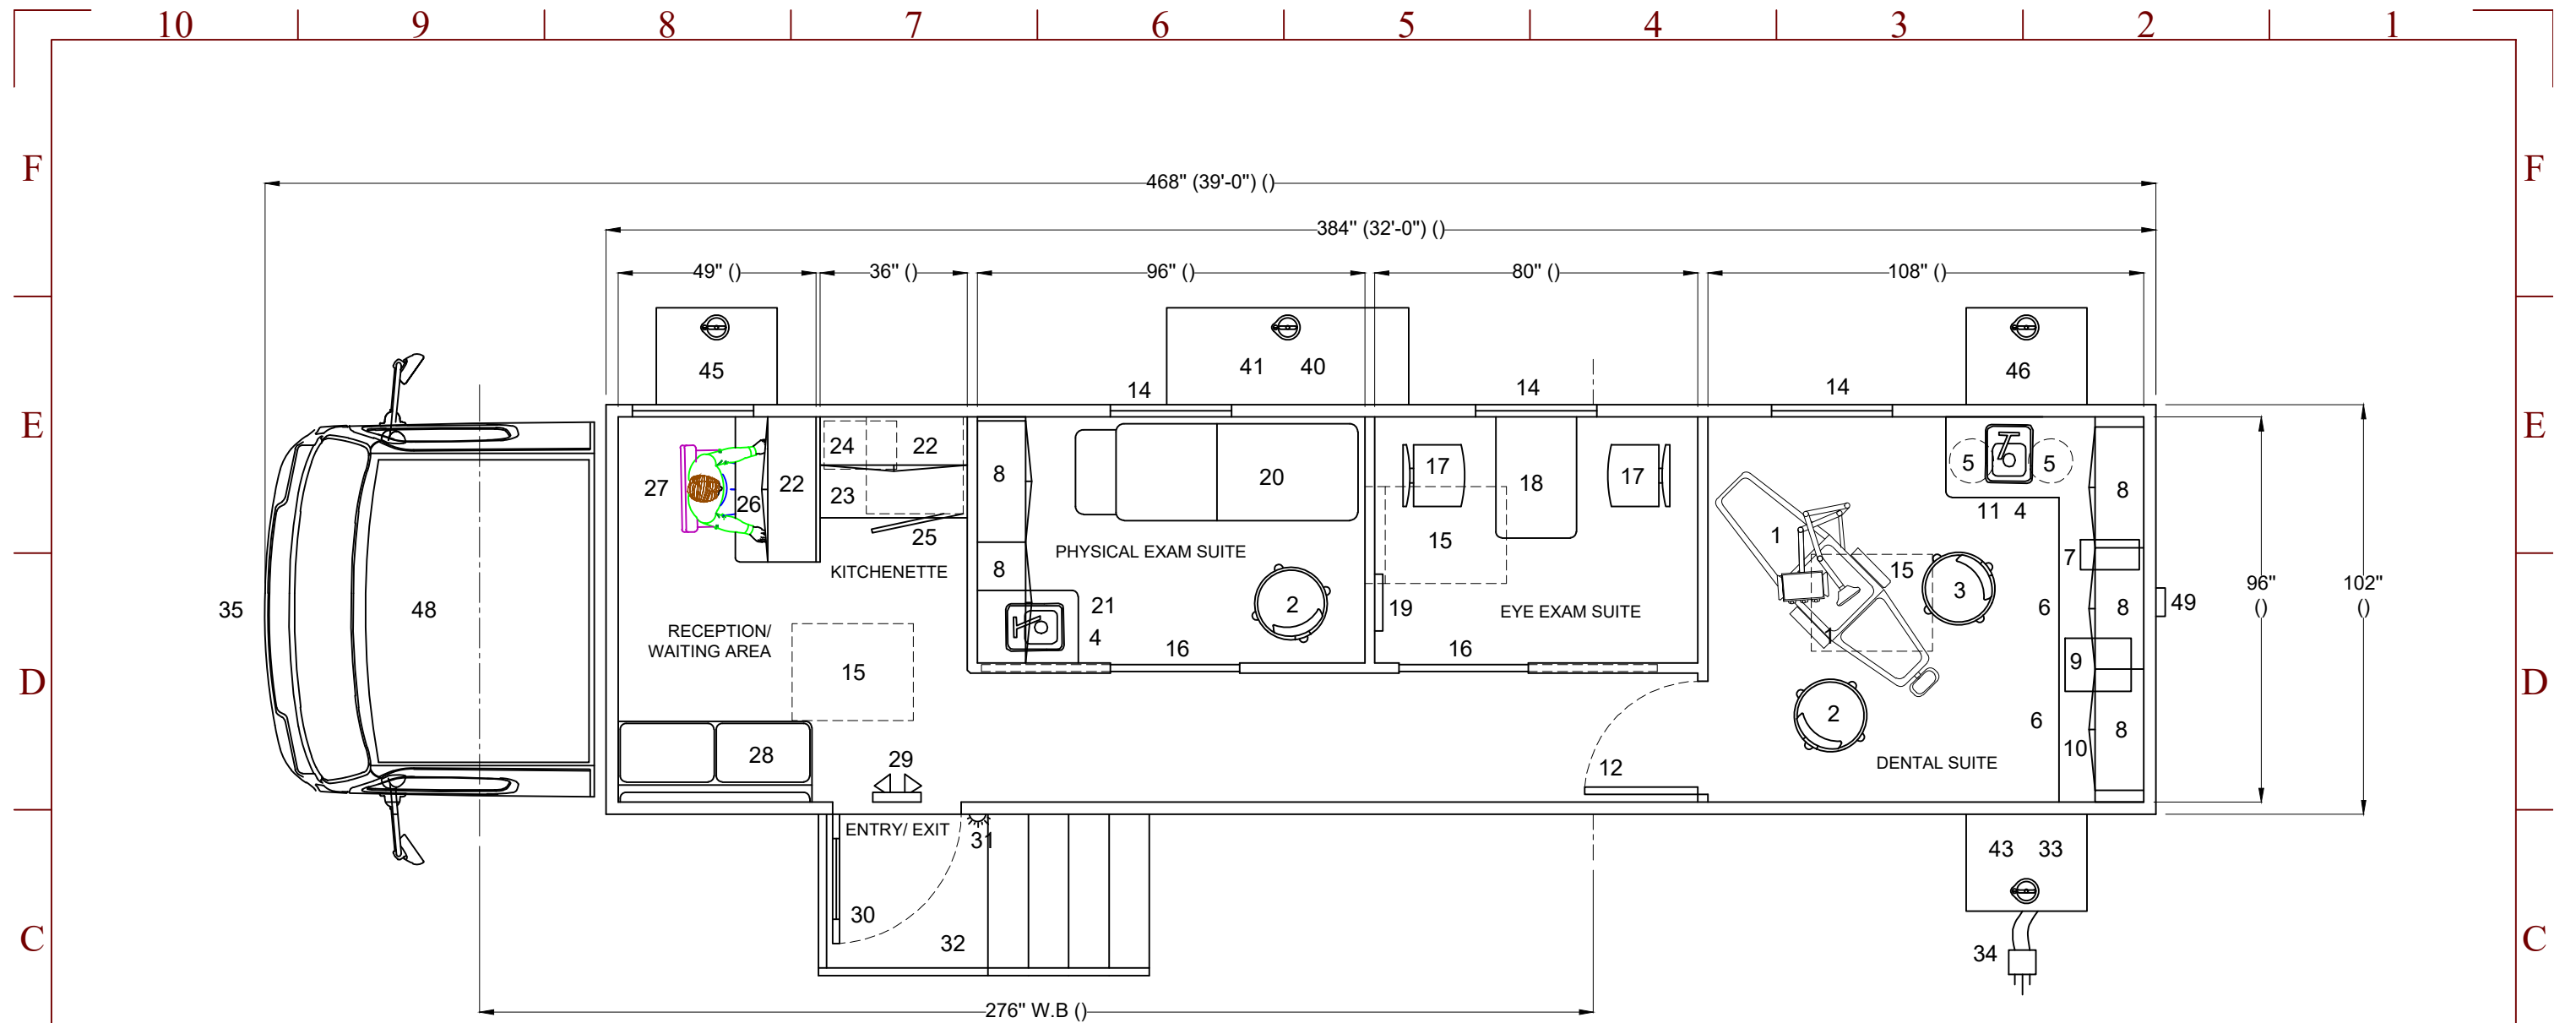 10 9 8 7 6 5 4 3 2 1
F F
468" (39'-0") ()
384" (32'-0") ()
49" () 36" () 96" () 80" () 108" ()
45 41 40 46
14 14 14
E E
24 22 5 5
27 26 22 23 8 20 17 18 17 8
11 4
25 15 1
PHYSICAL EXAM SUITE
KITCHENETTE 8 7 15
96" () 102" ()
35 48 21 2 19 3 6 8 49
EYE EXAM SUITE
RECEPTION/
WAITING AREA
4 16 16 1
D 15 9 D
2 6 8
28 29 12 10
DENTAL SUITE
ENTRY/ EXIT
31 43 33
30
C 32 34 C
276" W.B ()